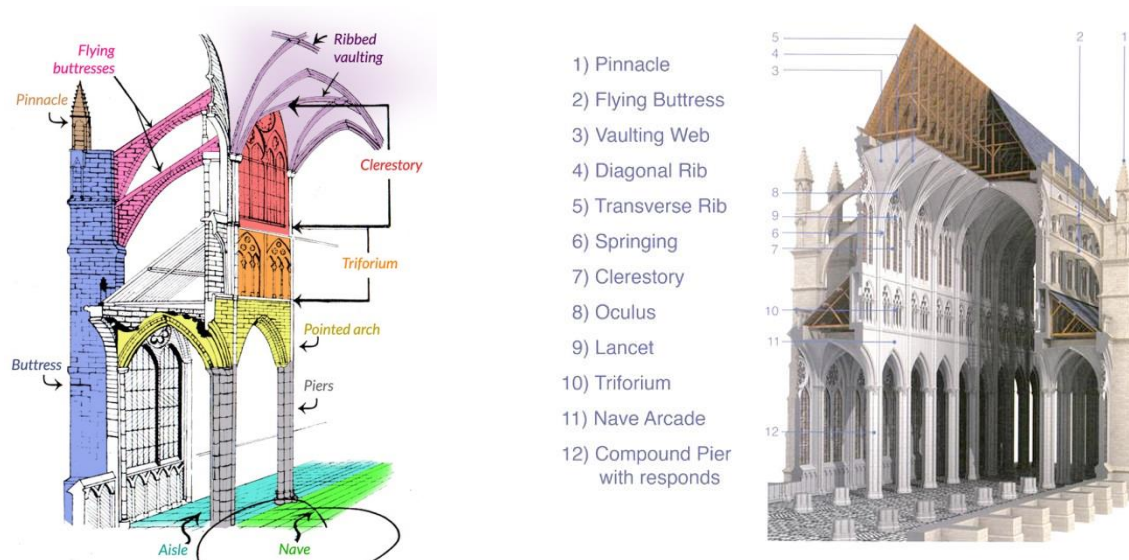 Flying
buttresses
Ribbed
vaulting
Pinnacle
Clerestory
Triforium
Pointed arch
Buttress
Piers
Aisle
Nave
1) Pinnacle
2) Flying Buttress
3) Vaulting Web
4) Diagonal Rib
5) Transverse Rib
6) Springing
7) Clerestory
8) Oculus
9) Lancet
10) Triforium
11) Nave Arcade
12) Compound Pier
with responds
5
4
3
2
1
8
9
6
7
10
11
12